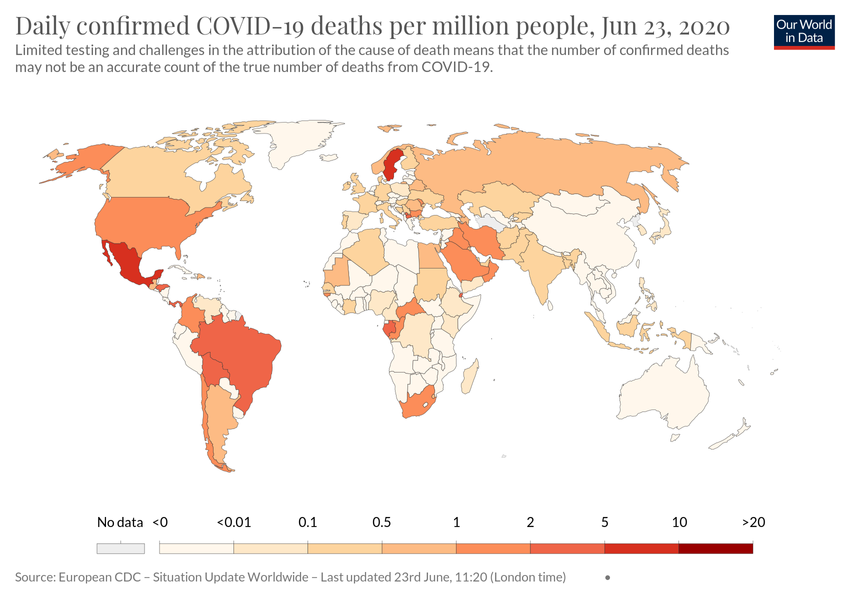 Daily confirmed COVID-19 deaths per million people, Jun 23, 2020
Our World
in Data
Limited testing and challenges in the attribution of the cause of death means that the number of confirmed deaths
may not be an accurate count of the true number of deaths from COVID-19.
No data <0 <0.01 0.1 0.5 1 2 5 10 >20
Source: European CDC – Situation Update Worldwide – Last updated 23rd June, 11:20 (London time) •